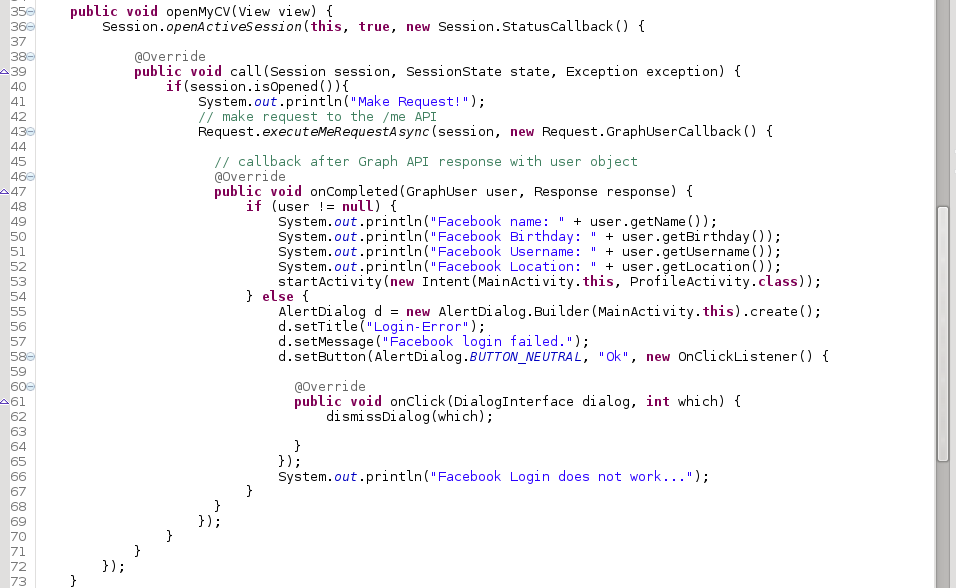 35 public void openMyCV(View view) {
36 Session.openActiveSession(this, true, new Session.StatusCallback() {
37
38 @Override
39 public void call(Session session, SessionState state, Exception exception) {
40 if(session.isOpened()){
41 System.out.println("Make Request!");
42 // make request to the /me API
43 Request.executeMeRequestAsync(session, new Request.GraphUserCallback() {
44
45 // callback after Graph API response with user object
46 @Override
47 public void onCompleted(GraphUser user, Response response) {
48 if (user != null) {
49 System.out.println("Facebook name: " + user.getName());
50 System.out.println("Facebook Birthday: " + user.getBirthday());
51 System.out.println("Facebook Username: " + user.getUsername());
52 System.out.println("Facebook Location: " + user.getLocation());
53 startActivity(new Intent(MainActivity.this, ProfileActivity.class));
54 } else {
55 AlertDialog d = new AlertDialog.Builder(MainActivity.this).create();
56 d.setTitle("Login-Error");
57 d.setMessage("Facebook login failed.");
58 d.setButton(AlertDialog.BUTTON_NEUTRAL, "Ok", new OnClickListener() {
59
60 @Override
61 public void onClick(DialogInterface dialog, int which) {
62 dismissDialog(which);
63
64 }
65 });
66 System.out.println("Facebook Login does not work...");
67 }
68 }
69 });
70 }
71 }
72 });
73 }